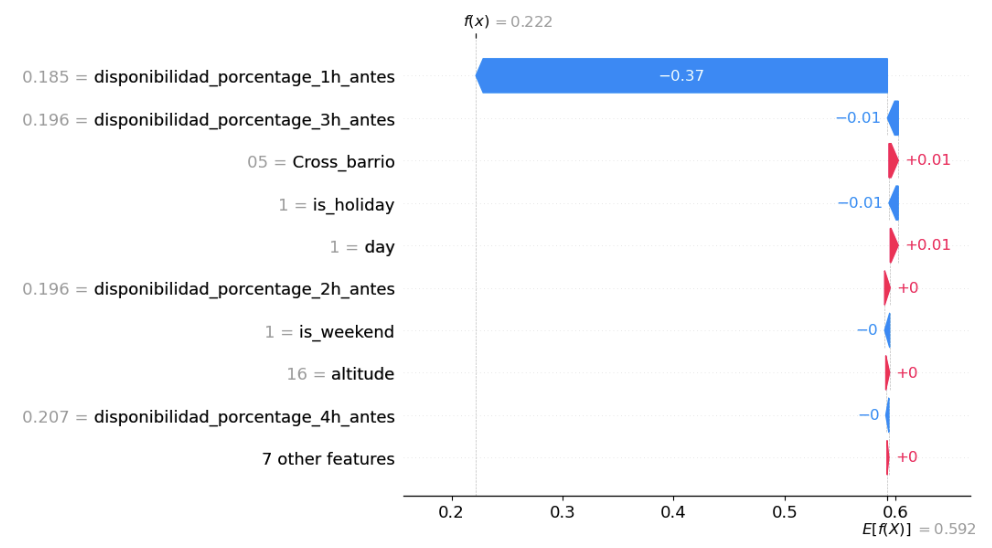 f(x) = 0.222
0.185 = disponibilidad_porcentage_1h_antes
−0.37
0.196 = disponibilidad_porcentage_3h_antes
−0.01
05 = Cross_barrio
+0.01
1 = is_holiday
−0.01
1 = day
+0.01
0.196 = disponibilidad_porcentage_2h_antes
+0
1 = is_weekend
−0
16 = altitude
+0
0.207 = disponibilidad_porcentage_4h_antes
−0
7 other features
+0
0.2 0.3 0.4 0.5 0.6
E[f(X)] = 0.592